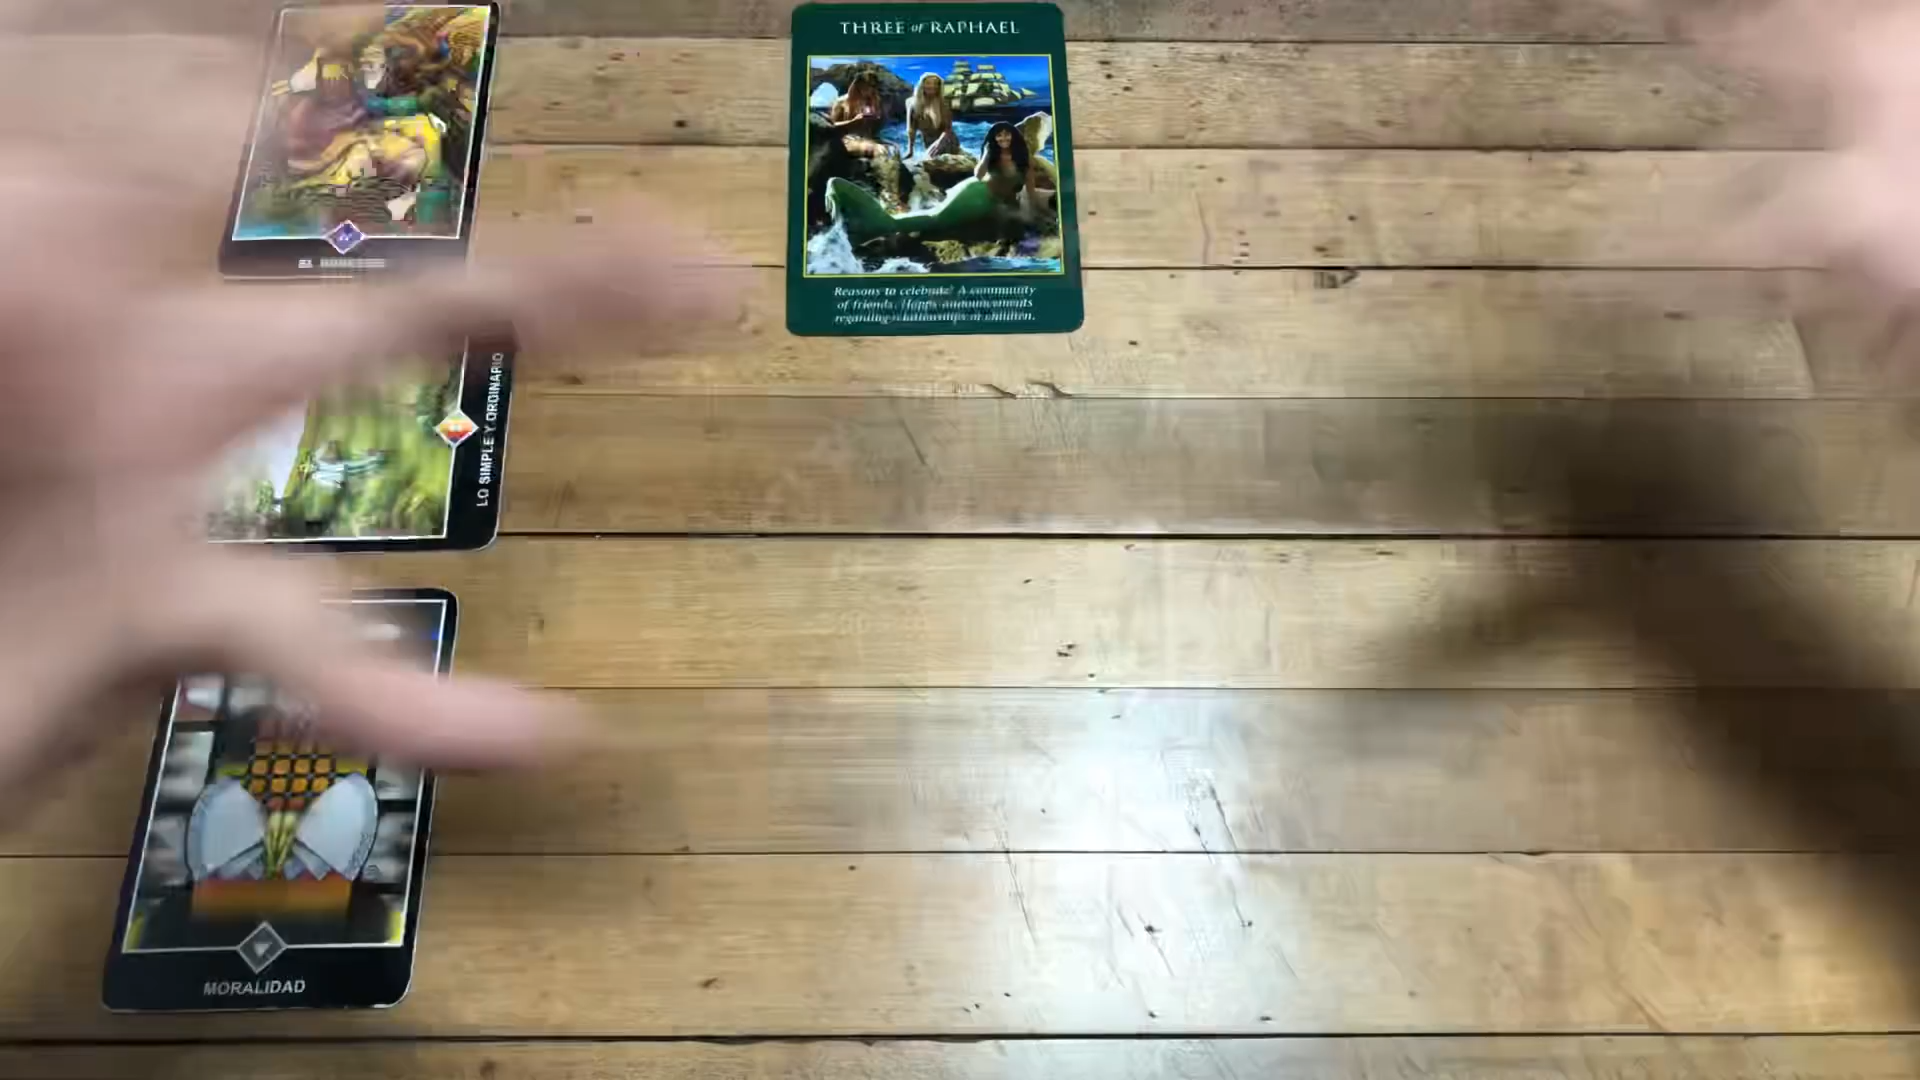 THREE of RAPHAEL
Reasons to celebrate! A community
of friends. Happy announcements
regarding relationships or children.
LO SIMPLE Y ORDINARIO
MORALIDAD